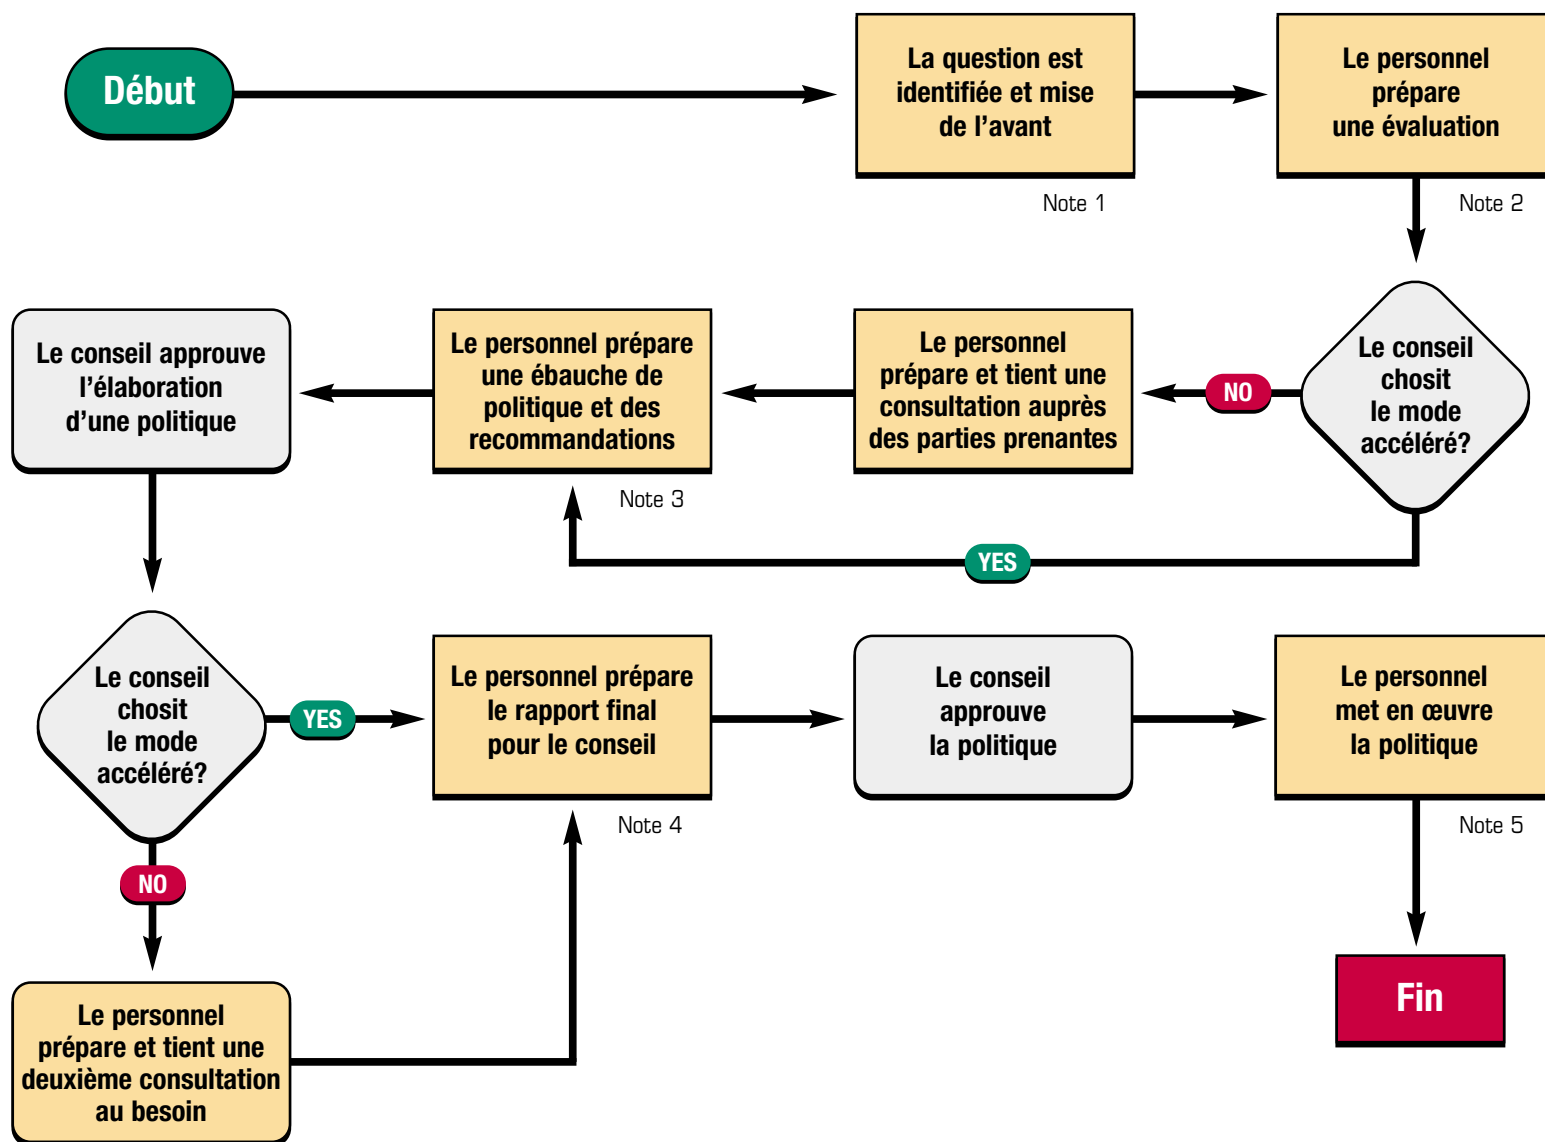 Début
La question est
identifiée et mise
de l'avant
Note 1
Le personnel
prépare
une évaluation
Note 2
Le conseil
chosit
le mode
accéléré?
NO
Le personnel
prépare et tient une
consultation auprès
des parties prenantes
Le personnel prépare
une ébauche de
politique et des
recommandations
Note 3
Le conseil approuve
l'élaboration
d'une politique
YES
Le conseil
chosit
le mode
accéléré?
YES
Le personnel prépare
le rapport final
pour le conseil
Note 4
Le conseil
approuve
la politique
Le personnel
met en œuvre
la politique
Note 5
NO
Le personnel
prépare et tient une
deuxième consultation
au besoin
Fin